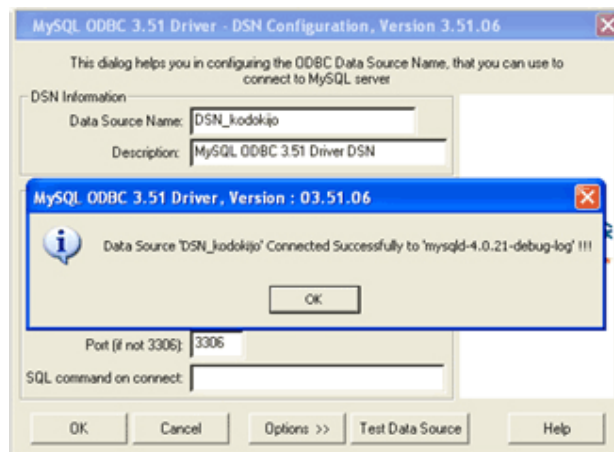 MySQL ODBC 3.51 Driver - DSN Configuration, Version 3.51.06
This dialog helps you in configuring the ODBC Data Source Name, that you can use to
connect to MySQL server
DSN Information
Data Source Name: DSN_kodokijo
Description: MySQL ODBC 3.51 Driver DSN
MySQL ODBC 3.51 Driver, Version : 03.51.06
Data Source 'DSN_kodokijo' Connected Successfully to 'mysqld-4.0.21-debug-log' !!!
OK
Port (if not 3306): 3306
SQL command on connect:
OK Cancel Options >> Test Data Source Help